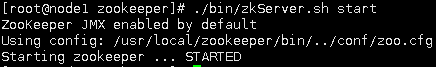 [root@node1 zookeeper]# ./bin/zkServer.sh start
ZooKeeper JMX enabled by default
Using config: /usr/local/zookeeper/bin/../conf/zoo.cfg
Starting zookeeper ... STARTED